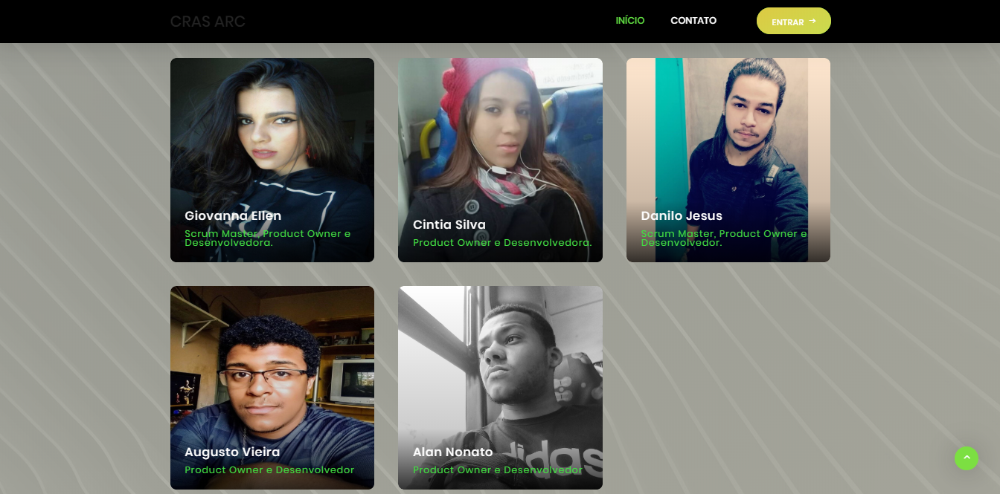 CRAS ARC
INÍCIO
CONTATO
ENTRAR
Giovanna Ellen
Scrum Master, Product Owner e
Desenvolvedora.
Cintia Silva
Product Owner e Desenvolvedora.
Danilo Jesus
Scrum Master, Product Owner e
Desenvolvedor.
Augusto Vieira
Product Owner e Desenvolvedor
Alan Nonato
Product Owner e Desenvolvedor